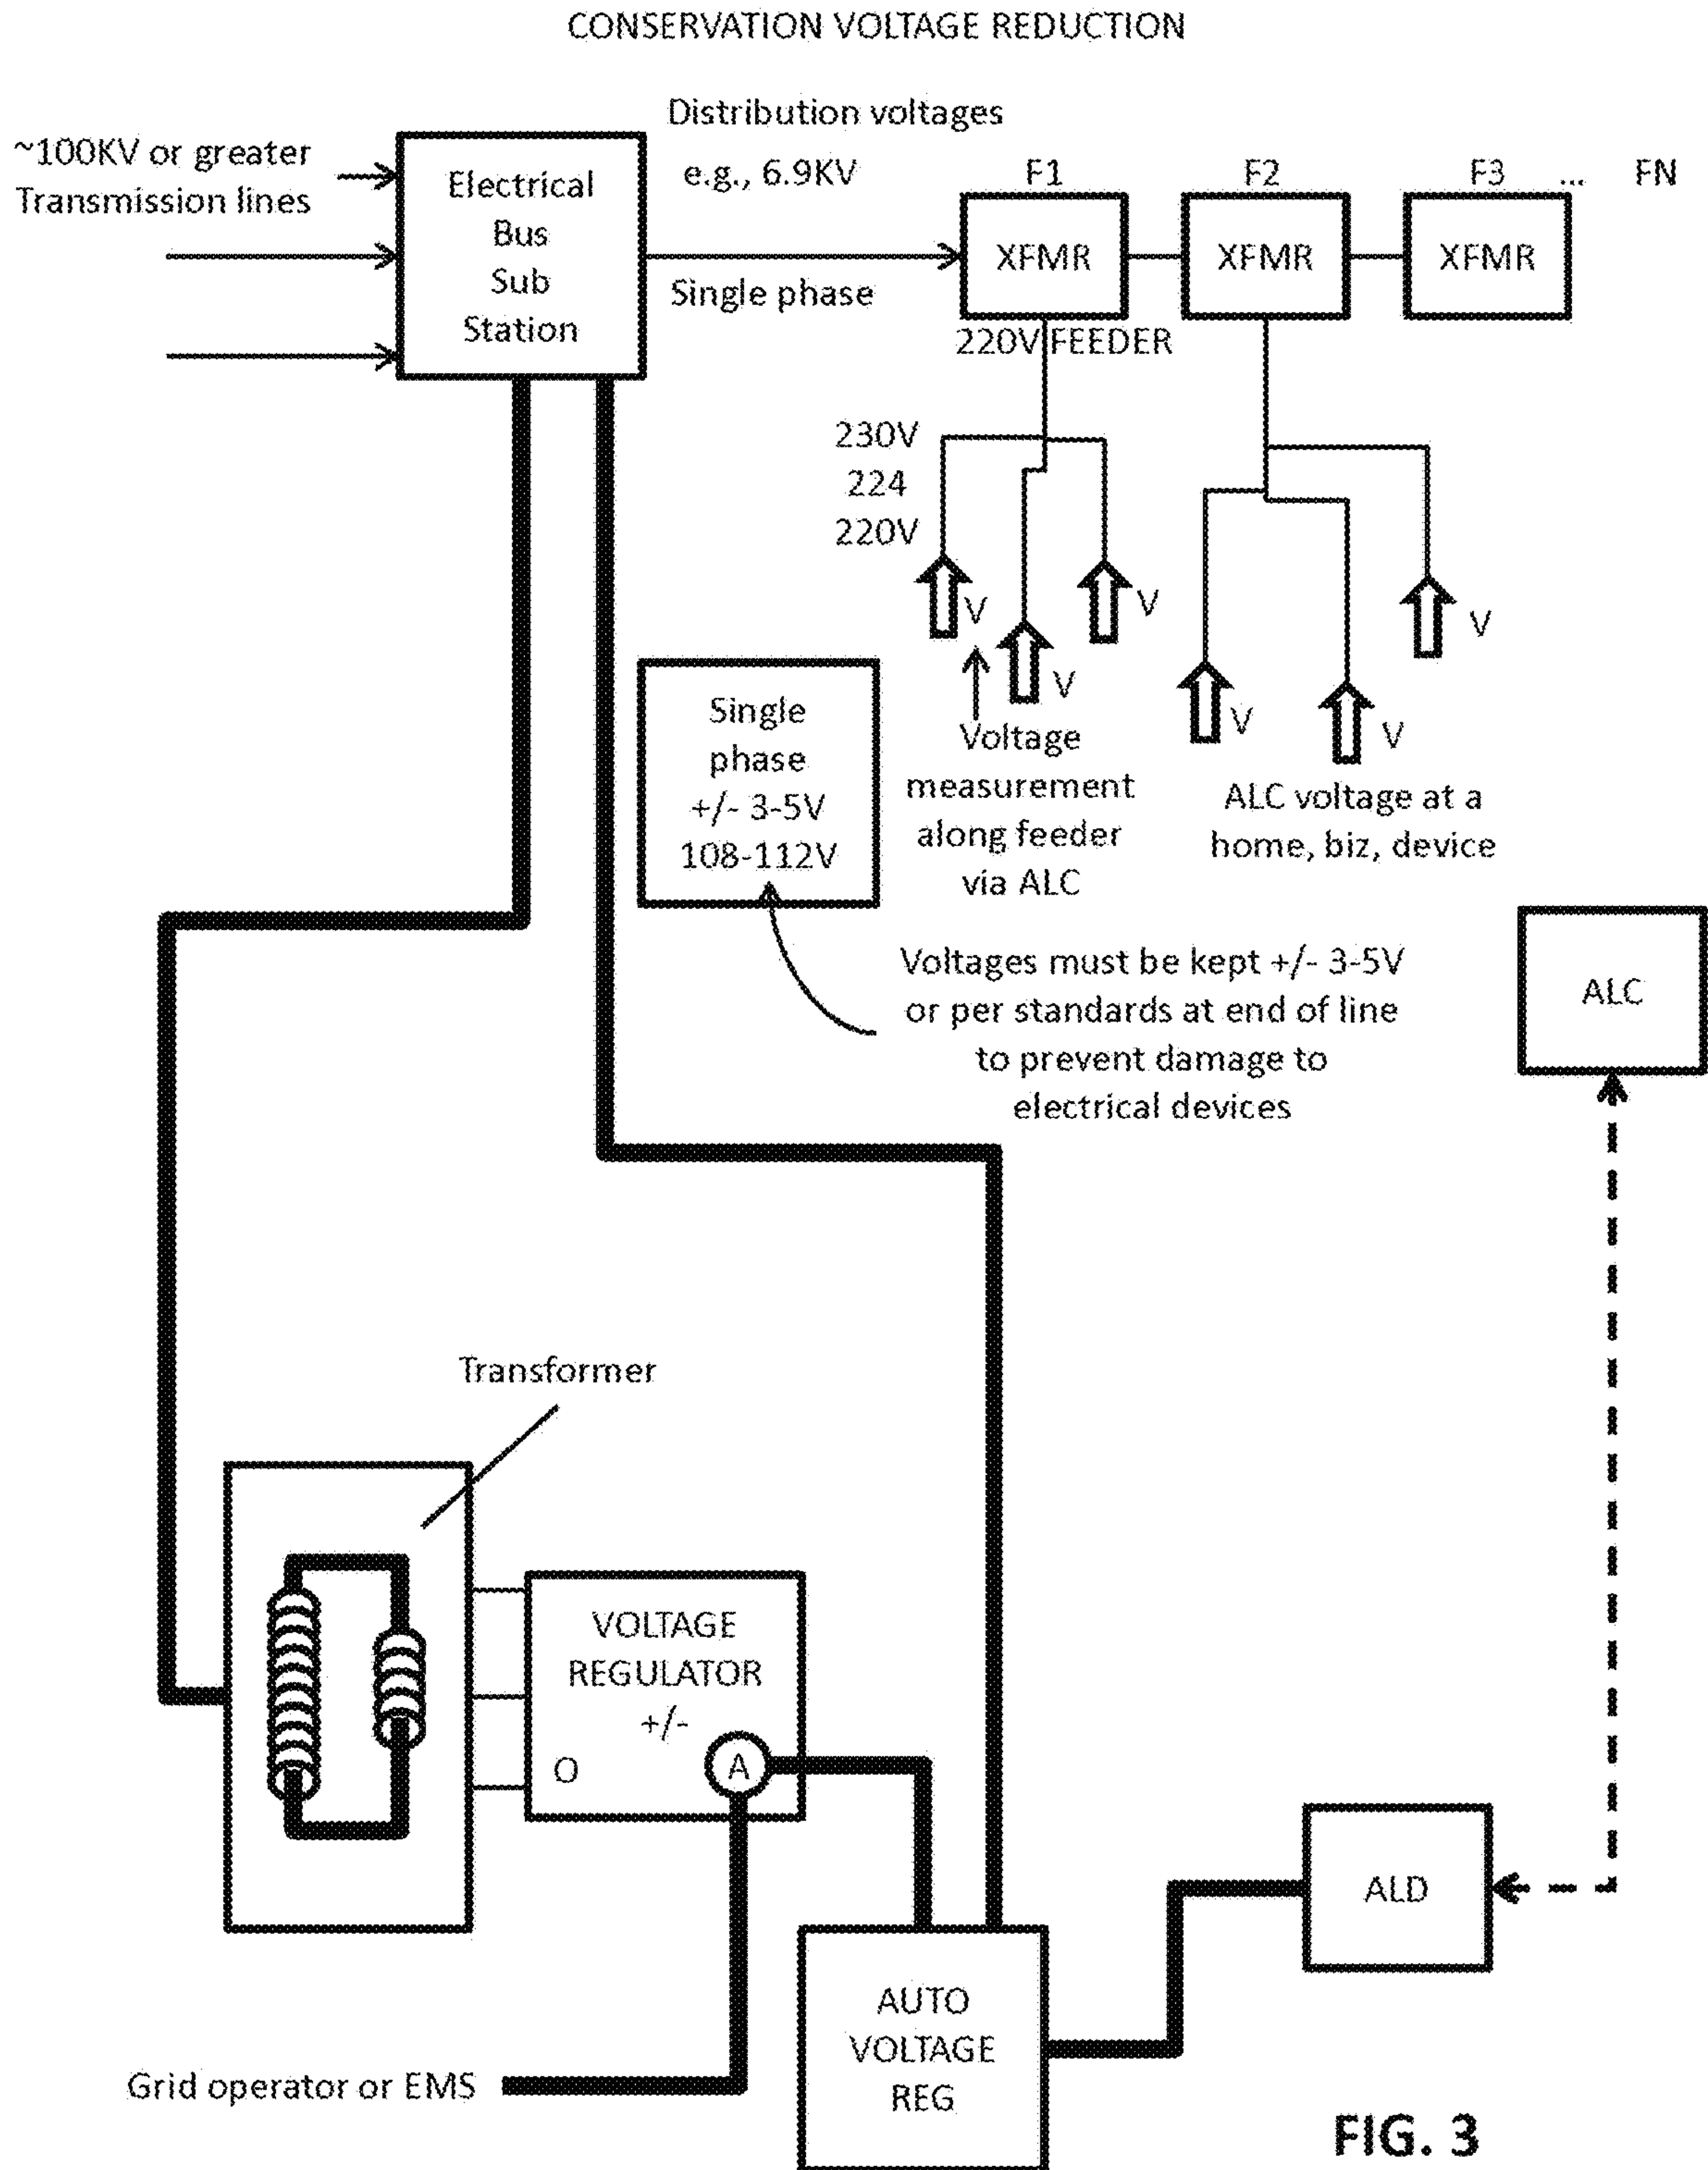 CONSERVATION VOLTAGE REDUCTION
~100KV or greater
Transmission lines
Electrical
Bus
Sub
Station
Distribution voltages
e.g., 6.9KV
Single phase
F1
F2
F3
...
FN
XFMR
XFMR
XFMR
220V FEEDER
230V
224
220V
V
V
V
V
V
V
Voltage
measurement
along feeder
via ALC
ALC voltage at a
home, biz, device
Single
phase
+/- 3-5V
108-112V
Voltages must be kept +/- 3-5V
or per standards at end of line
to prevent damage to
electrical devices
ALC
Transformer
VOLTAGE
REGULATOR
+/-
O
A
ALD
AUTO
VOLTAGE
REG
Grid operator or EMS
FIG. 3